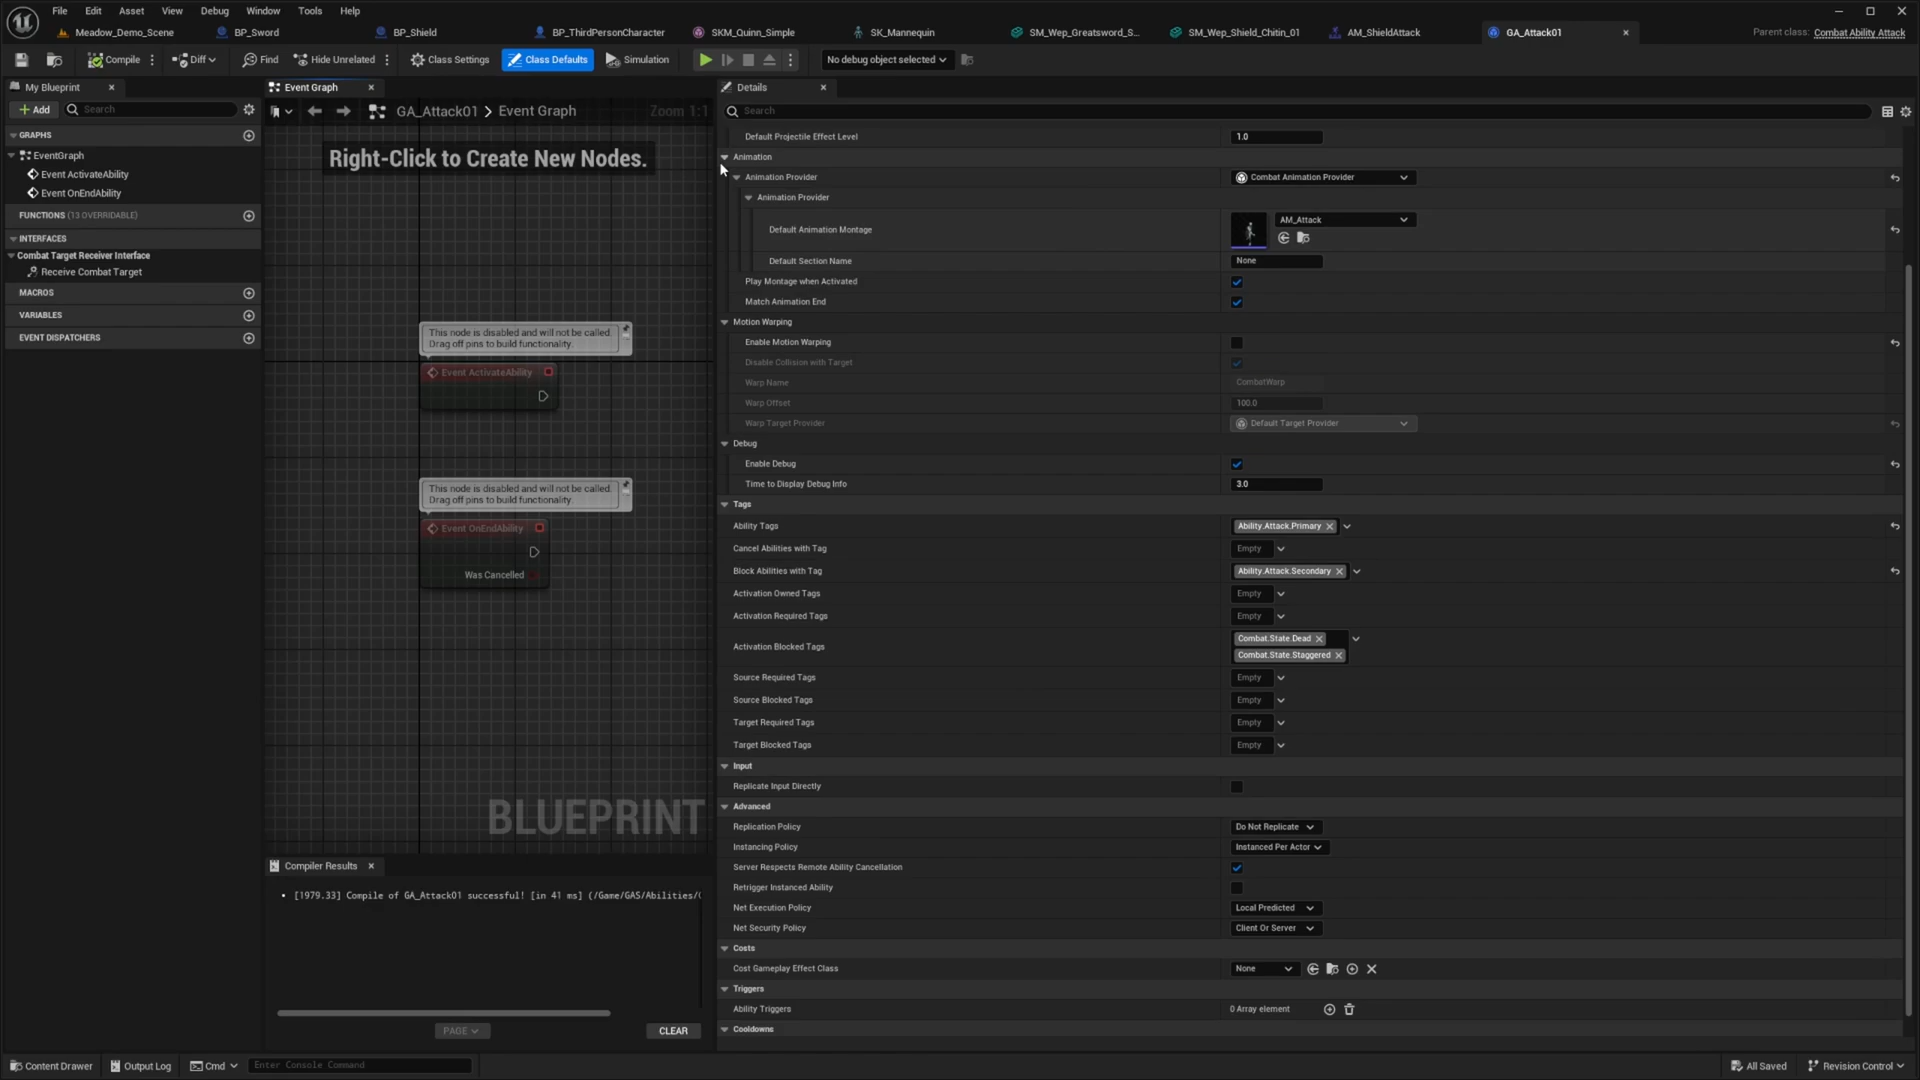 File Edit Asset View Debug Window Tools Help
Meadow_Demo_Scene BP_Sword BP_Shield BP_ThirdPersonCharacter SKM_Quinn_Simple SK_Mannequin SM_Wep_Greatsword_S... SM_Wep_Shield_Chitin_01 AM_ShieldAttack GA_Attack01 Parent class: Combat Ability Attack
Compile Diff Find Hide Unrelated Class Settings Class Defaults Simulation No debug object selected
My Blueprint
Add Search
GRAPHS
EventGraph
Event ActivateAbility
Event OnEndAbility
FUNCTIONS (13 OVERRIDABLE)
INTERFACES
Combat Target Receiver Interface
Receive Combat Target
MACROS
VARIABLES
EVENT DISPATCHERS
Event Graph
GA_Attack01 > Event Graph Zoom 1:1
Right-Click to Create New Nodes.
This node is disabled and will not be called.
Drag off pins to build functionality.
Event ActivateAbility
This node is disabled and will not be called.
Drag off pins to build functionality.
Event OnEndAbility
Was Cancelled
BLUEPRINT
Compiler Results
[1979.33] Compile of GA_Attack01 successful! [in 41 ms] (/Game/GAS/Abilities/
PAGE CLEAR
Details
Search
Default Projectile Effect Level 1.0
Animation
Animation Provider Combat Animation Provider
Animation Provider
Default Animation Montage AM_Attack
Default Section Name None
Play Montage when Activated
Match Animation End
Motion Warping
Enable Motion Warping
Disable Collision with Target
Warp Name CombatWarp
Warp Offset 100.0
Warp Target Provider Default Target Provider
Debug
Enable Debug
Time to Display Debug Info 3.0
Tags
Ability Tags Ability.Attack.Primary
Cancel Abilities with Tag Empty
Block Abilities with Tag Ability.Attack.Secondary
Activation Owned Tags Empty
Activation Required Tags Empty
Activation Blocked Tags Combat.State.Dead
Combat.State.Staggered
Source Required Tags Empty
Source Blocked Tags Empty
Target Required Tags Empty
Target Blocked Tags Empty
Input
Replicate Input Directly
Advanced
Replication Policy Do Not Replicate
Instancing Policy Instanced Per Actor
Server Respects Remote Ability Cancellation
Retrigger Instanced Ability
Net Execution Policy Local Predicted
Net Security Policy Client Or Server
Costs
Cost Gameplay Effect Class None
Triggers
Ability Triggers 0 Array element
Cooldowns
Content Drawer Output Log Cmd Enter Console Command All Saved Revision Control